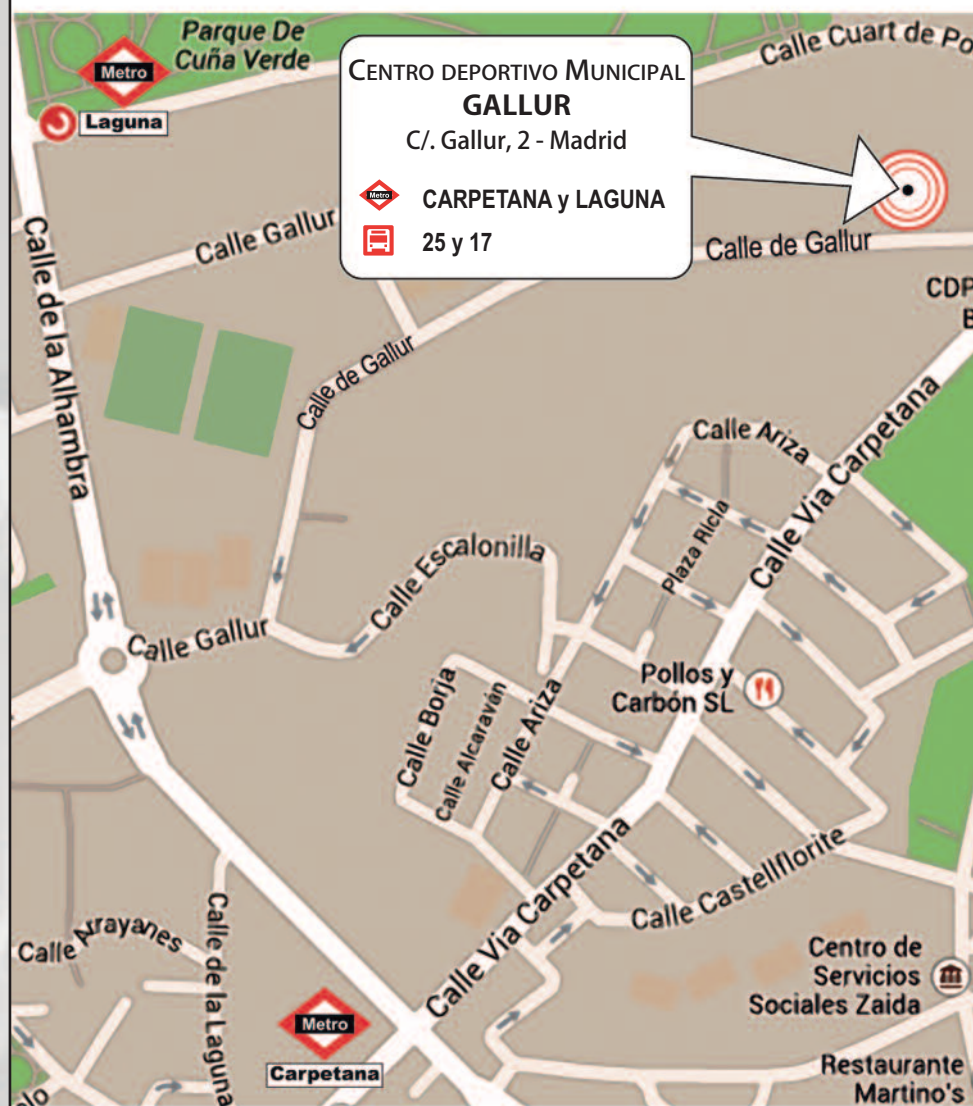 Parque De
Cuña Verde
Metro
Laguna
CENTRO DEPORTIVO MUNICIPAL
GALLUR
C/. Gallur, 2 - Madrid
Metro
CARPETANA y LAGUNA
25 y 17
Calle Cuart de Po
Calle Gallur
Calle de Gallur
CDP
B
Calle de la Alhambra
Calle de Gallur
Calle Ariza
Calle Via Carpetana
Plaza Ricla
Calle Escalonilla
Calle Gallur
Pollos y
Carbón SL
Calle Borja
Calle Alcaraván
Calle Ariza
Calle Via Carpetana
Calle Castellflorite
Calle Arrayanes
Calle de la Laguna
Centro de
Servicios
Sociales Zaida
Metro
Carpetana
Restaurante
Martino's
olo